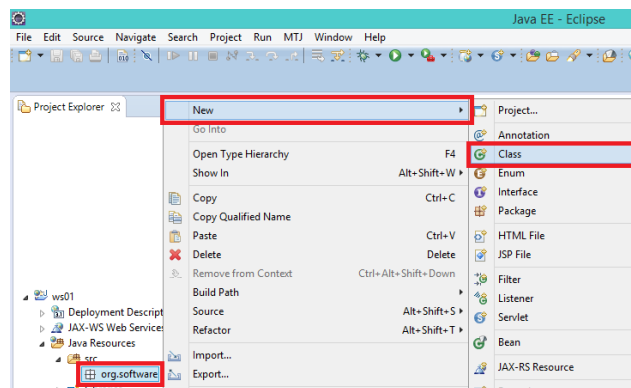 Java EE - Eclipse
File Edit Source Navigate Search Project Run MTJ Window Help
Project Explorer
New
Go Into
Open Type Hierarchy F4
Show In Alt+Shift+W
Copy Ctrl+C
Copy Qualified Name
Paste Ctrl+V
Delete Delete
Remove from Context Ctrl+Alt+Shift+Down
Build Path
Source Alt+Shift+S
Refactor Alt+Shift+T
Import...
Export...
Project...
Annotation
Class
Enum
Interface
Package
HTML File
JSP File
Filter
Listener
Servlet
Bean
JAX-RS Resource
ws01
Deployment Descript
JAX-WS Web Service
Java Resources
src
org.software